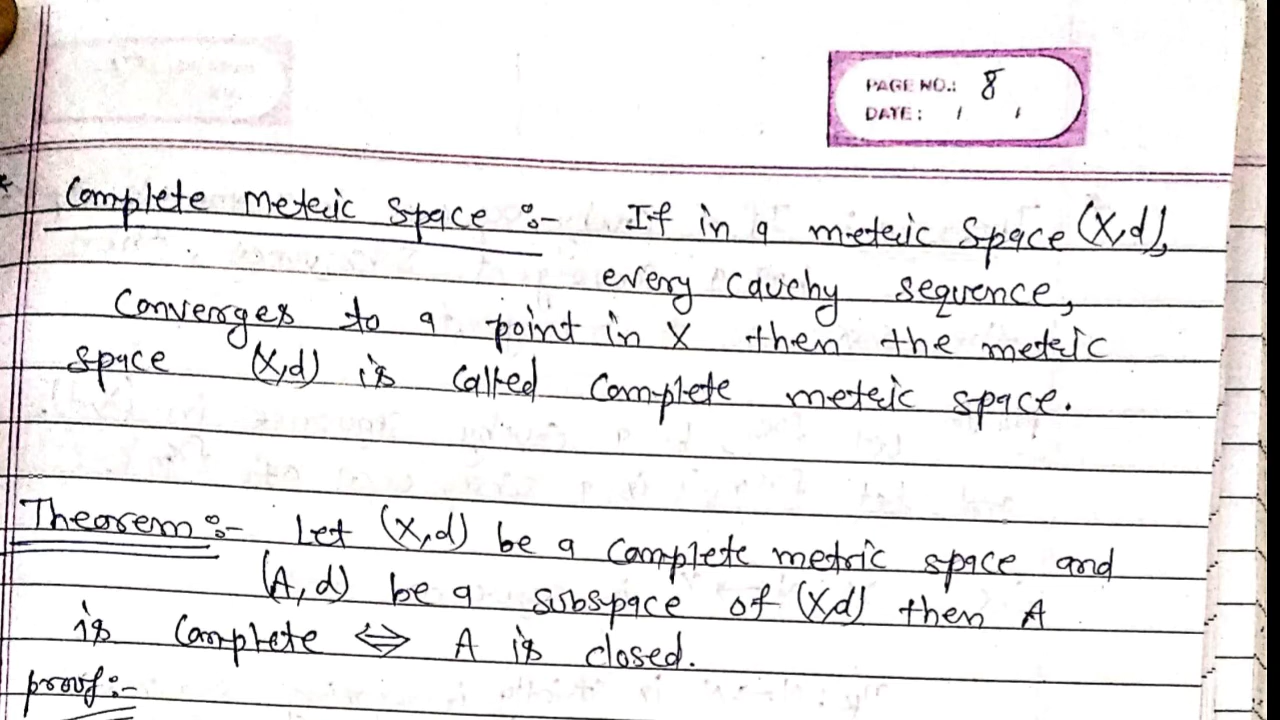 PAGE NO.: 8
DATE: / /
Complete metric space :- If in a metric space (X,d),
every cauchy sequence,
Converges to a point in X then the metric
space (X,d) is called complete metric space.
Theorem :- Let (X,d) be a complete metric space and
(A,d) be a subspace of (X,d) then A
is complete ⇔ A is closed.
proof:-